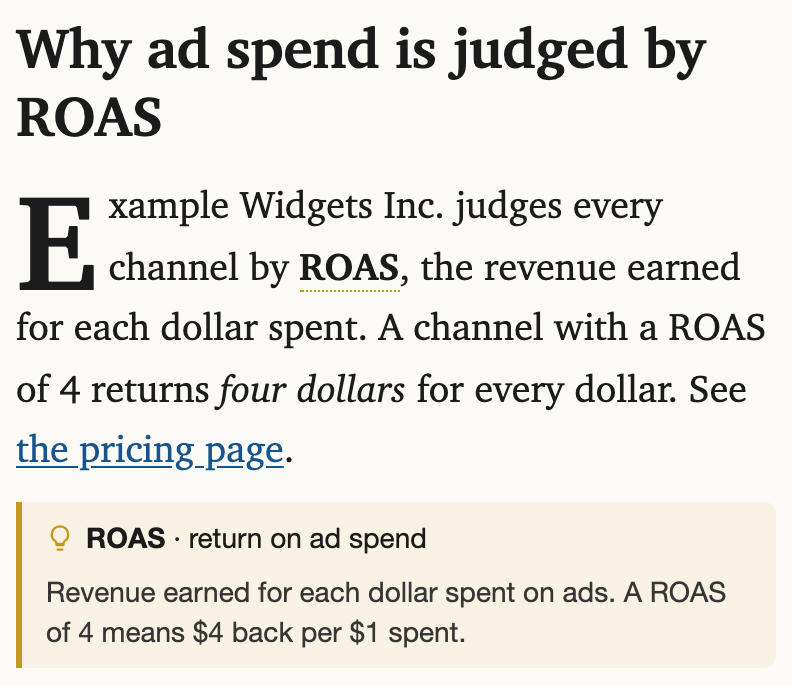 Why ad spend is judged by
ROAS
Example Widgets Inc. judges every
channel by ROAS, the revenue earned
for each dollar spent. A channel with a ROAS
of 4 returns four dollars for every dollar. See
the pricing page.
ROAS · return on ad spend
Revenue earned for each dollar spent on ads. A ROAS
of 4 means $4 back per $1 spent.